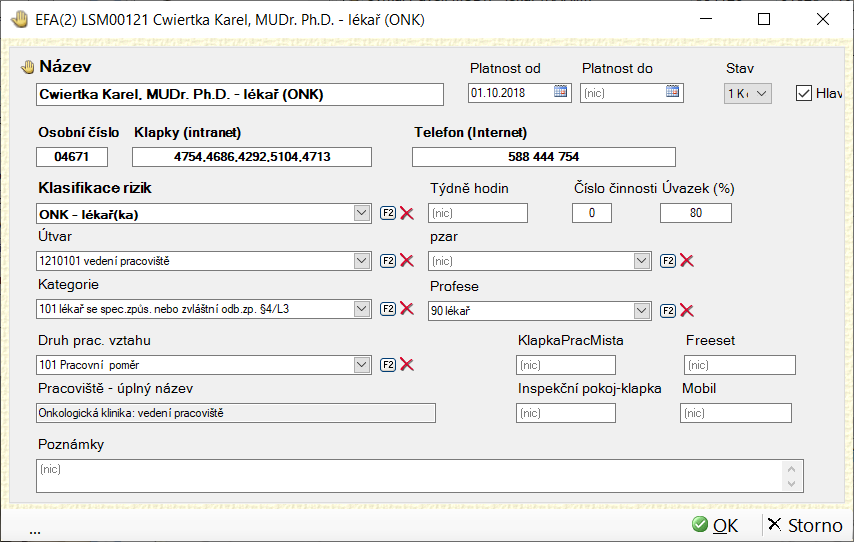 EFA(2) LSM00121 Cwiertka Karel, MUDr. Ph.D. - lékař (ONK)
Název Platnost od Platnost do Stav
Cwiertka Karel, MUDr. Ph.D. - lékař (ONK) 01.10.2018 (nic) 1 K Hlav
Osobní číslo Klapky (intranet) Telefon (Internet)
04671 4754,4686,4292,5104,4713 588 444 754
Klasifikace rizik Týdně hodin Číslo činnosti Úvazek (%)
ONK - lékař(ka) F2 (nic) 0 80
Útvar pzar
1210101 vedení pracoviště F2 (nic) F2
Kategorie Profese
101 lékař se spec.způs. nebo zvláštní odb.zp. §4/L3 F2 90 lékař F2
Druh prac. vztahu KlapkaPracMista Freeset
101 Pracovní poměr F2 (nic) (nic)
Pracoviště - úplný název Inspekční pokoj-klapka Mobil
Onkologická klinika: vedení pracoviště (nic) (nic)
Poznámky
(nic)
... OK Storno